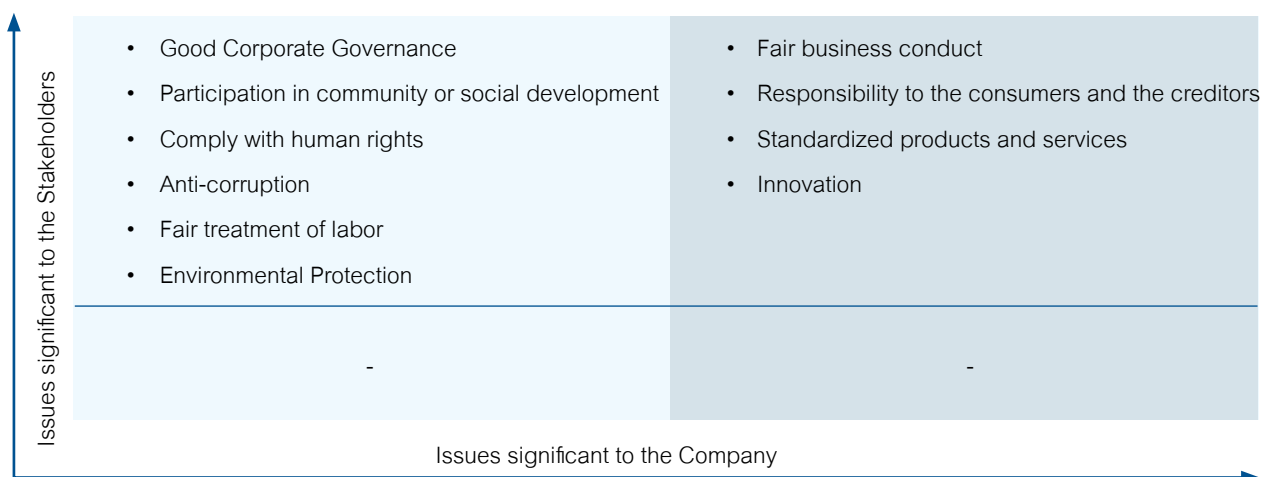 Issues significant to the Stakeholders
• Good Corporate Governance
• Participation in community or social development
• Comply with human rights
• Anti-corruption
• Fair treatment of labor
• Environmental Protection
• Fair business conduct
• Responsibility to the consumers and the creditors
• Standardized products and services
• Innovation
-
-
Issues significant to the Company